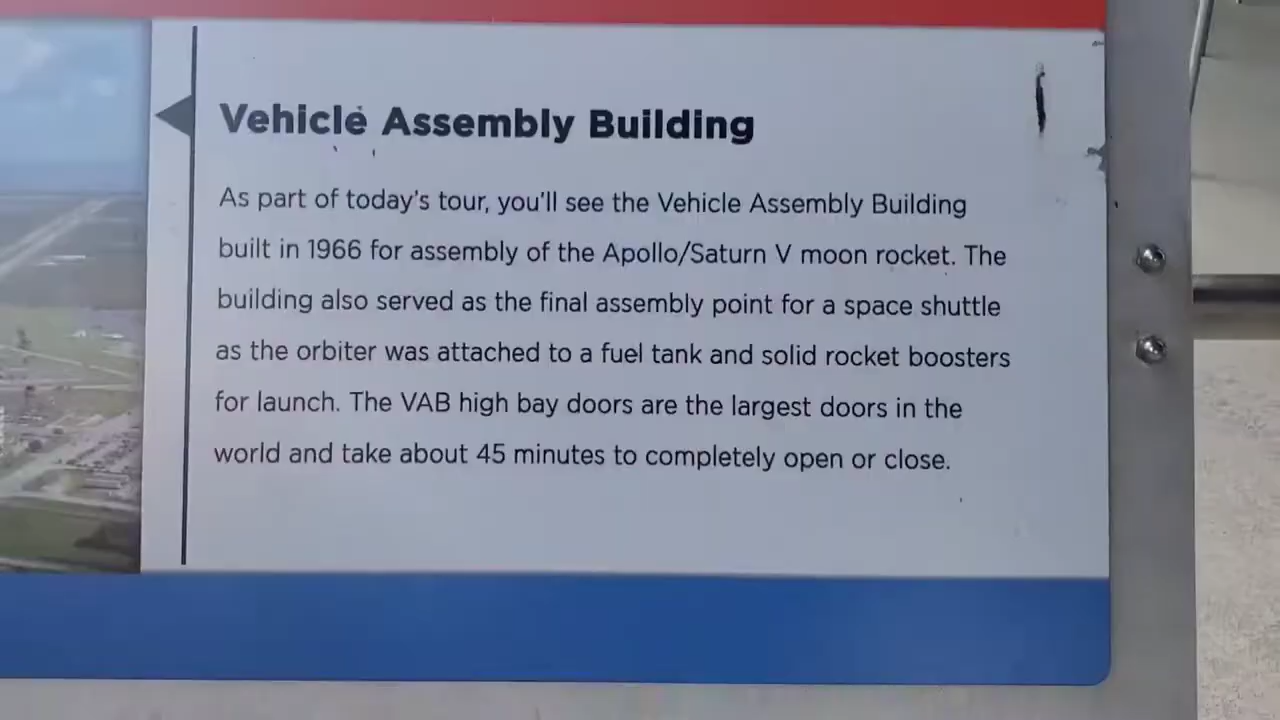 Vehicle Assembly Building
As part of today's tour, you'll see the Vehicle Assembly Building
built in 1966 for assembly of the Apollo/Saturn V moon rocket. The
building also served as the final assembly point for a space shuttle
as the orbiter was attached to a fuel tank and solid rocket boosters
for launch. The VAB high bay doors are the largest doors in the
world and take about 45 minutes to completely open or close.